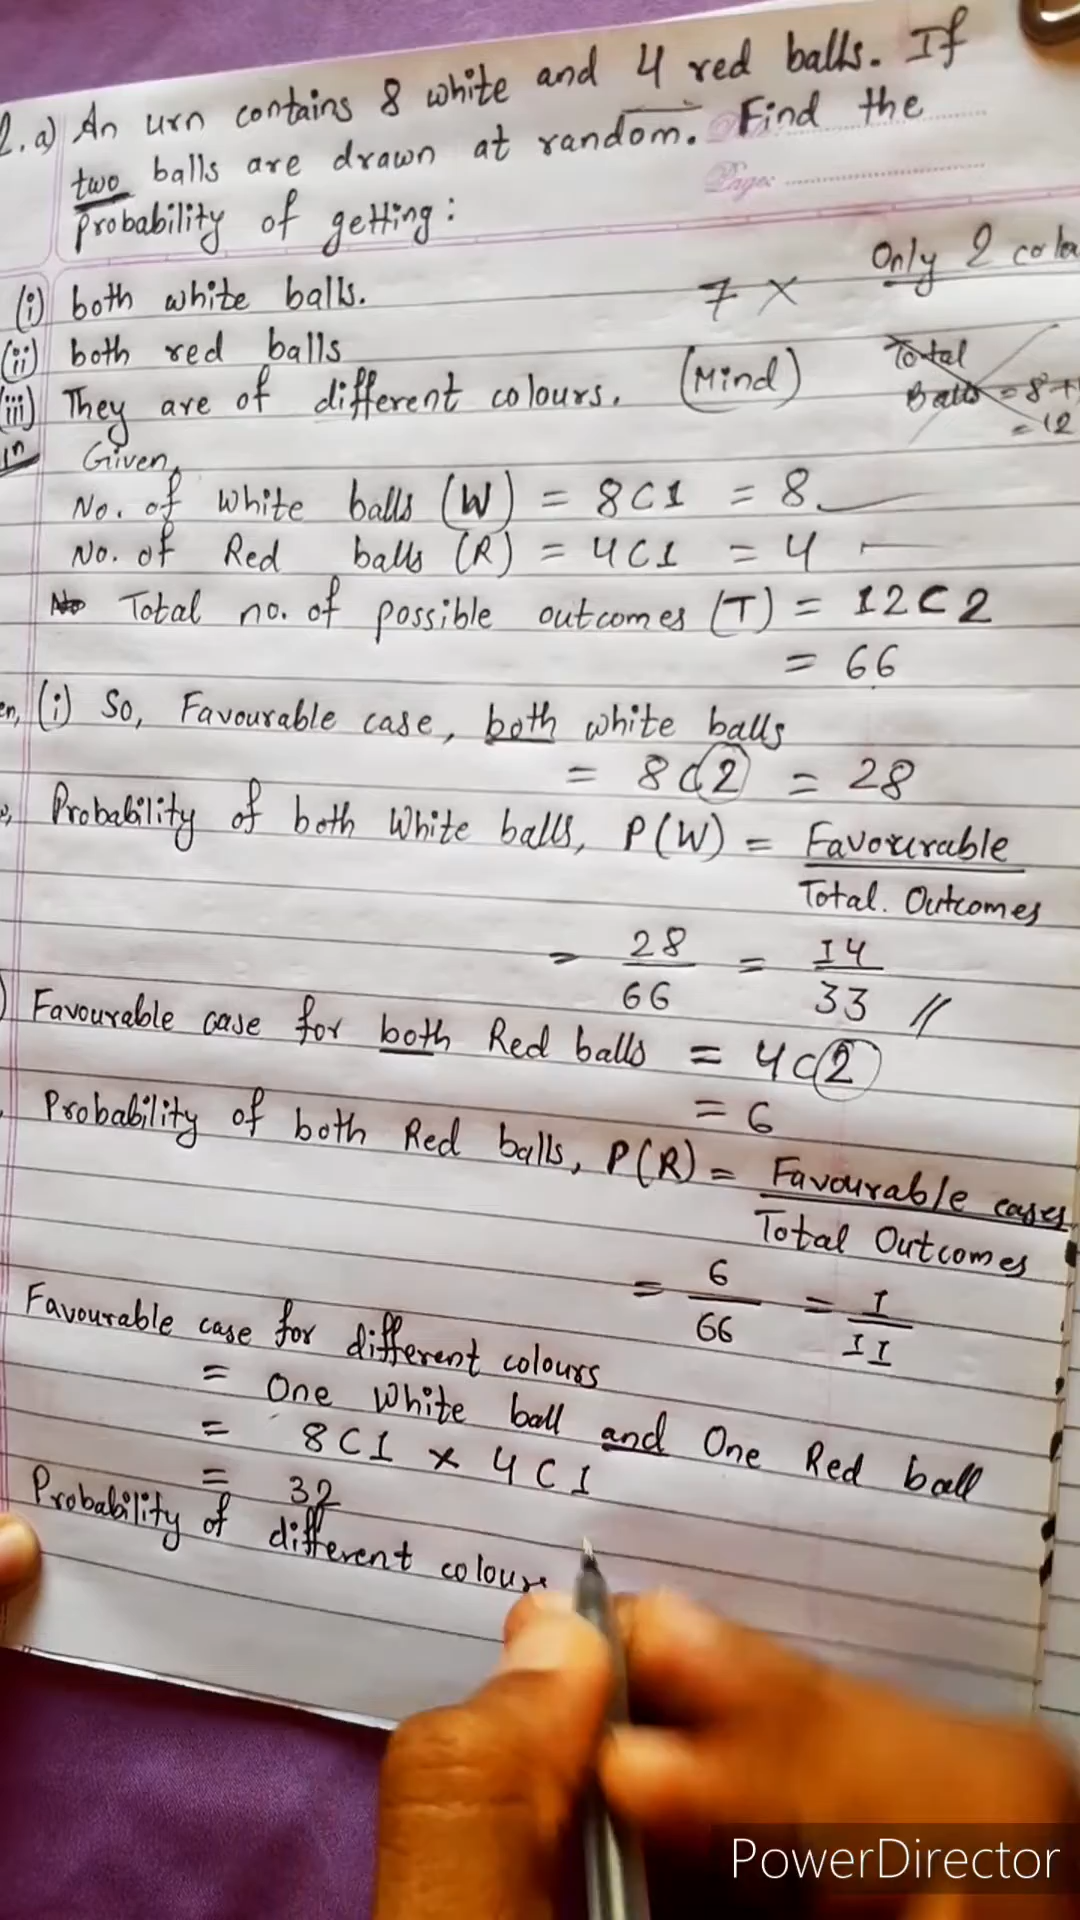 2. a) An urn contains 8 white and 4 red balls. If
two balls are drawn at random. Find the
probability of getting:
Page:
(i) both white balls.
7 ×
Only 2
(ii) both red balls
(iii) They are of different colours. (Mind)
Total
Balls = 8+
= 12
Given,
No. of white balls (W) = 8C1 = 8
No. of Red balls (R) = 4C1 = 4
No Total no. of possible outcomes (T) = 12C2
= 66
(i) So, Favourable case, both white balls
= 8C2 = 28
Probability of both White balls, P(W) = Favourable
Total. Outcomes
= 28/66 = 14/33 //
Favourable case for both Red balls = 4C2
= 6
Probability of both Red balls, P(R) = Favourable cases
Total Outcomes
= 6/66 = 1/11
Favourable case for different colours
= One white ball and One Red ball
= 8C1 × 4C1
= 32
Probability of different colour
PowerDirector